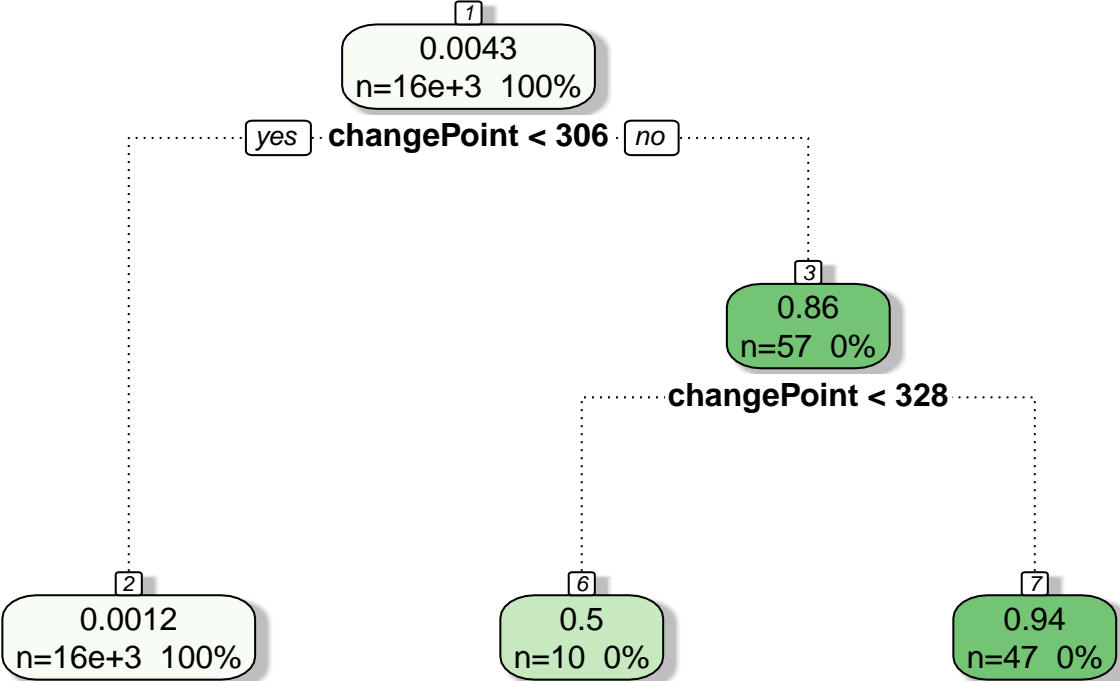 1
0.0043
n=16e+3 100%
yes changePoint < 306 no
3
0.86
n=57 0%
changePoint < 328
2
0.0012
n=16e+3 100%
6
0.5
n=10 0%
7
0.94
n=47 0%